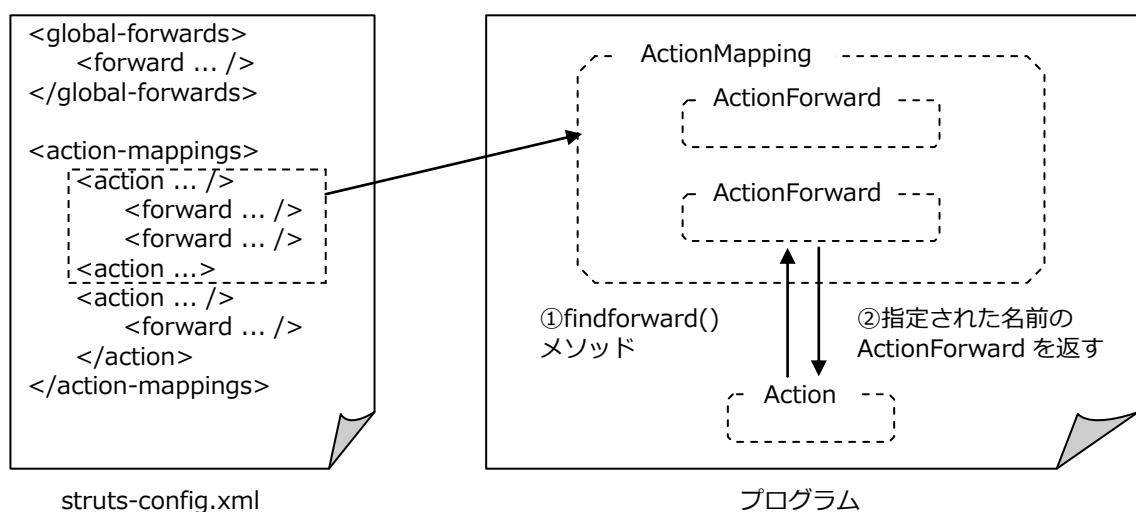 <global-forwards>
<forward ... />
</global-forwards>
<action-mappings>
<action ... />
<forward ... />
<forward ... />
<action ...>
<action ... />
<forward ... />
</action>
</action-mappings>
struts-config.xml
ActionMapping
ActionForward
ActionForward
①findforward()
メソッド
②指定された名前の
ActionForward を返す
Action
プログラム